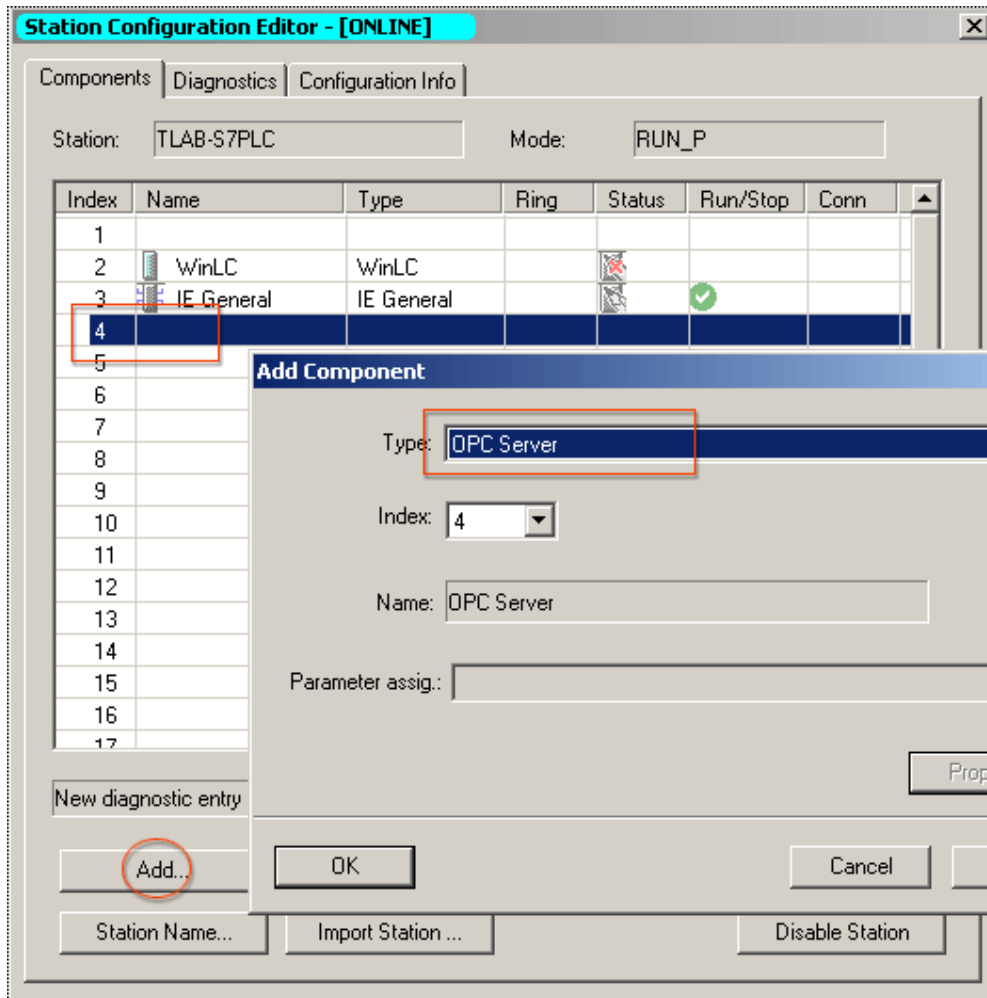 Station Configuration Editor - [ONLINE]
Components Diagnostics Configuration Info
Station: TLAB-S7PLC Mode: RUN_P
Index Name Type Ring Status Run/Stop Conn
1
2 WinLC WinLC
3 IE General IE General
4
5
Add Component
6
7
Type: OPC Server
8
9
Index: 4
10
11
12
Name: OPC Server
13
14
15
Parameter assig.:
16
17
Prop
New diagnostic entry
Add... OK Cancel
Station Name... Import Station ... Disable Station